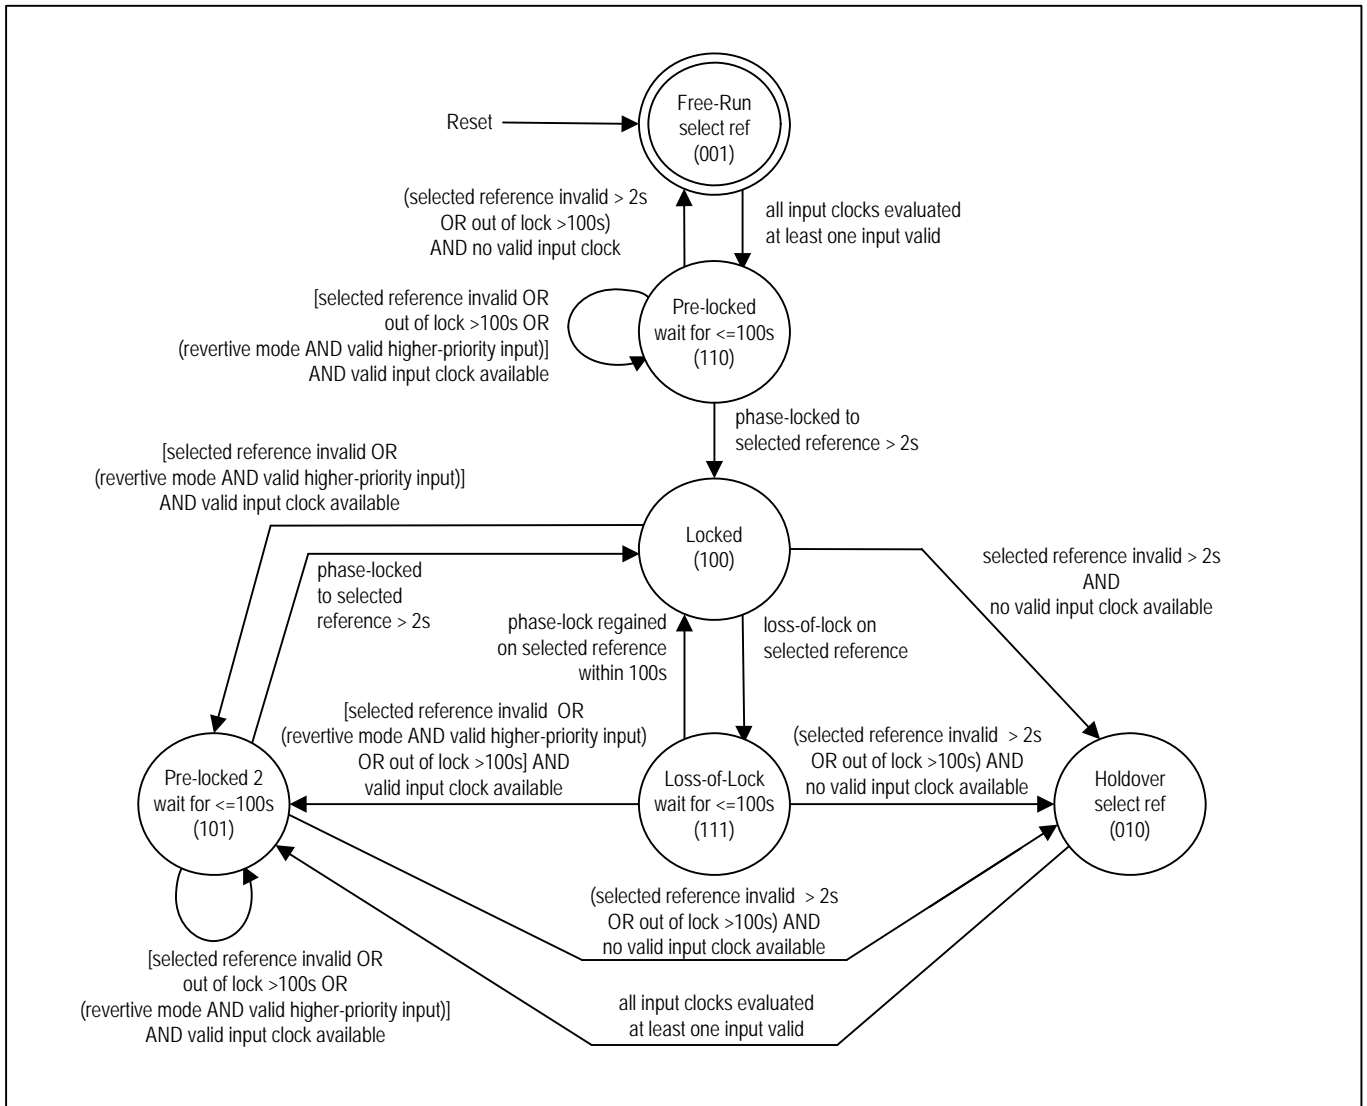 Free-Run
select ref
(001)
Reset
(selected reference invalid > 2s
OR out of lock >100s)
AND no valid input clock
all input clocks evaluated
at least one input valid
[selected reference invalid OR
out of lock >100s OR
(revertive mode AND valid higher-priority input)]
AND valid input clock available
Pre-locked
wait for <=100s
(110)
phase-locked to
selected reference > 2s
[selected reference invalid OR
(revertive mode AND valid higher-priority input)]
AND valid input clock available
Locked
(100)
phase-locked
to selected
reference > 2s
selected reference invalid > 2s
AND
no valid input clock available
phase-lock regained
on selected reference
within 100s
loss-of-lock on
selected reference
[selected reference invalid OR
(revertive mode AND valid higher-priority input)
OR out of lock >100s] AND
valid input clock available
(selected reference invalid > 2s
OR out of lock >100s) AND
no valid input clock available
Pre-locked 2
wait for <=100s
(101)
Loss-of-Lock
wait for <=100s
(111)
Holdover
select ref
(010)
(selected reference invalid > 2s
OR out of lock >100s) AND
no valid input clock available
[selected reference invalid OR
out of lock >100s OR
(revertive mode AND valid higher-priority input)]
AND valid input clock available
all input clocks evaluated
at least one input valid